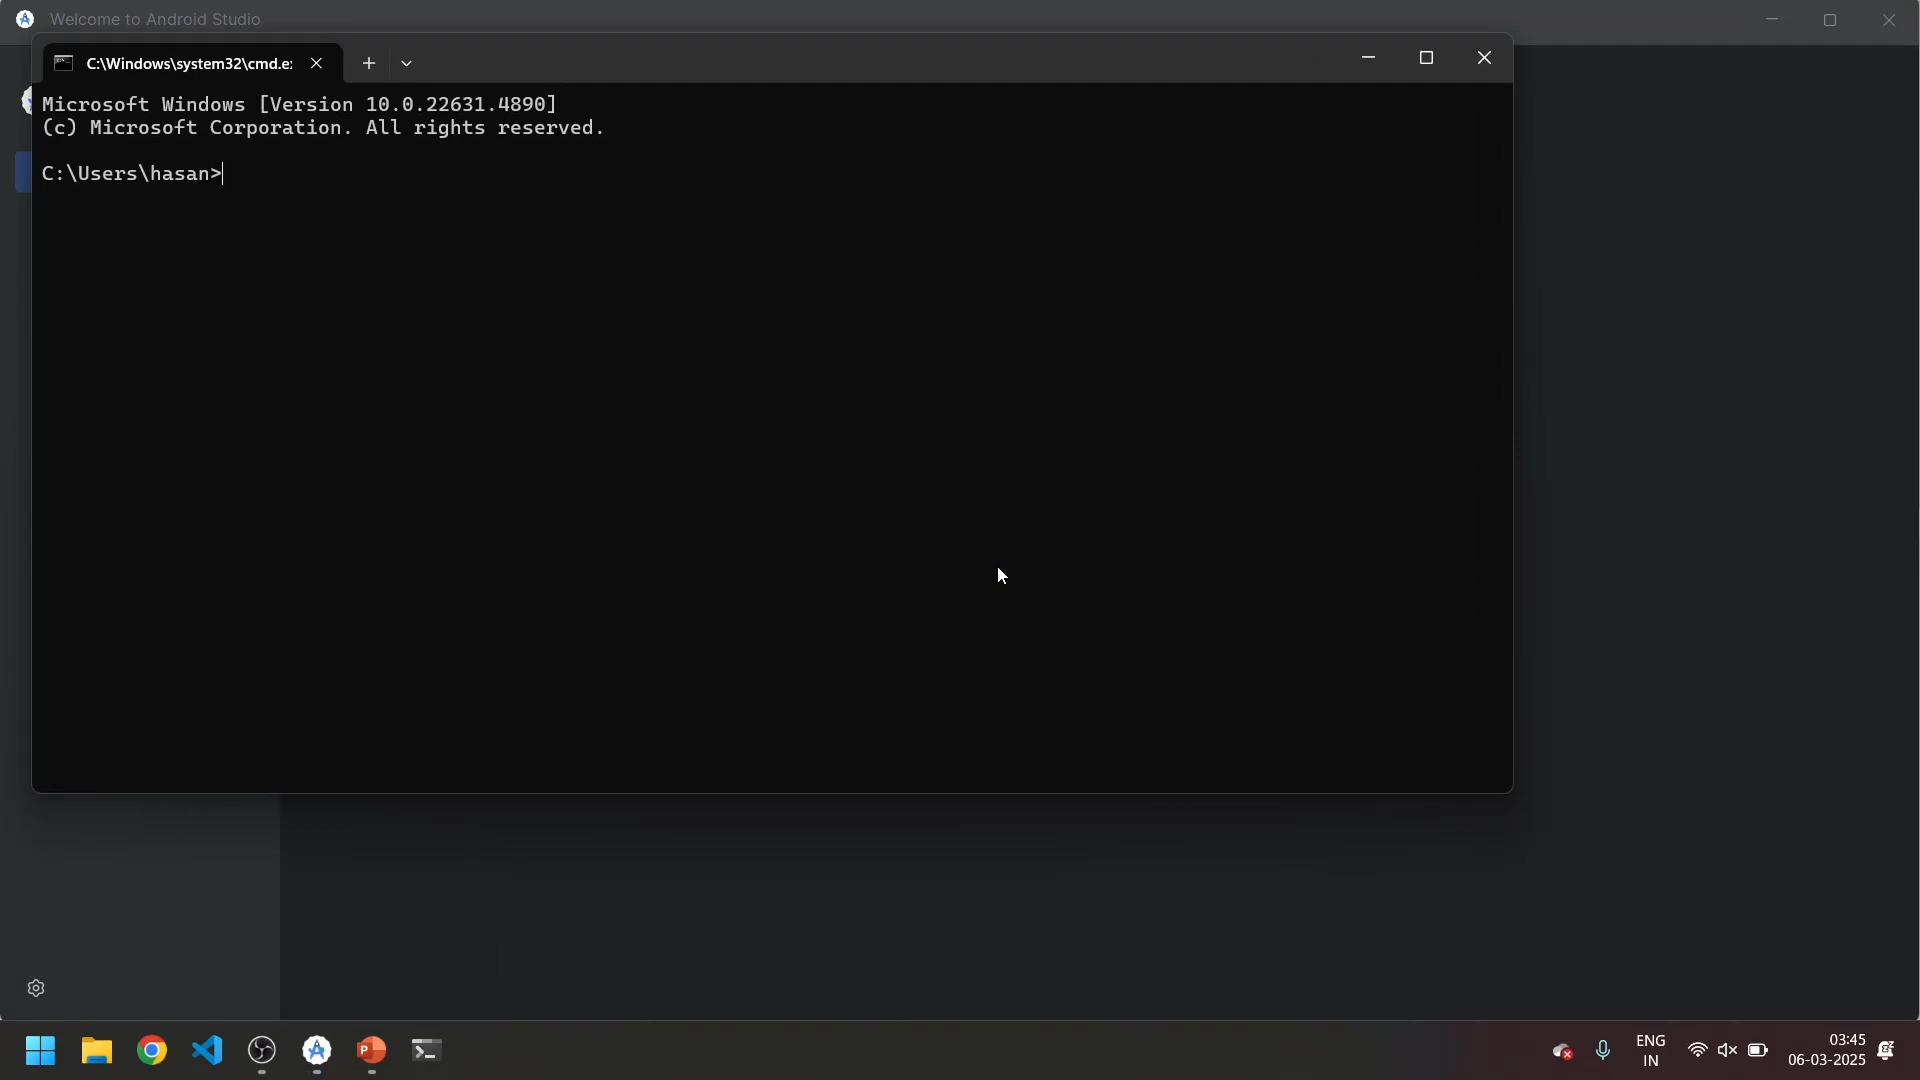 Welcome to Android Studio
C:\Windows\system32\cmd.e
Microsoft Windows [Version 10.0.22631.4890]
(c) Microsoft Corporation. All rights reserved.
C:\Users\hasan>
ENG
IN
03:45
06-03-2025